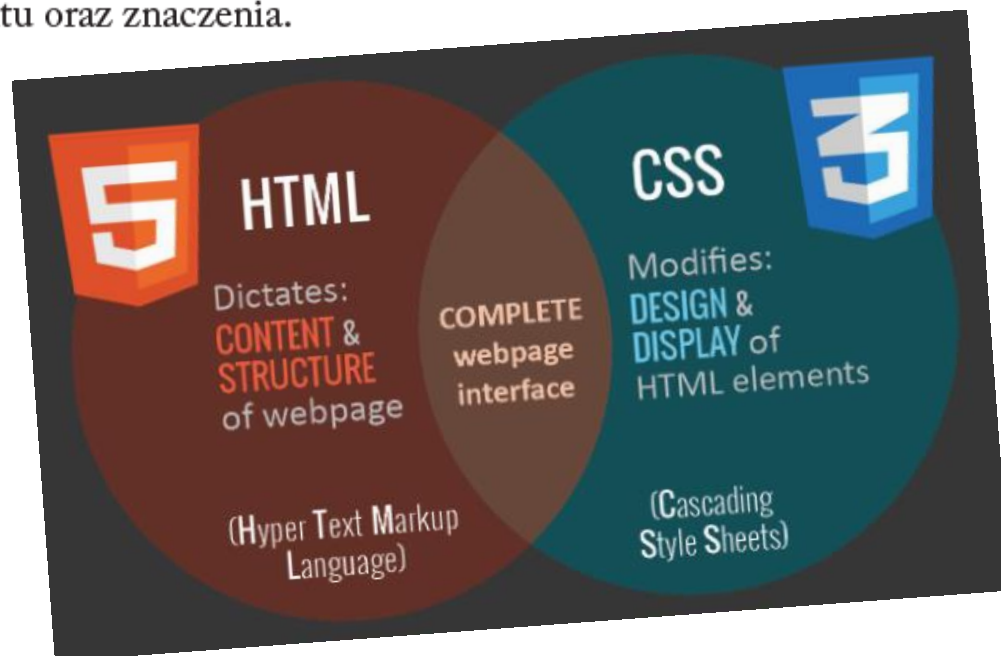 tu oraz znaczenia.
5
HTML
Dictates:
CONTENT &
STRUCTURE
of webpage
(Hyper Text Markup
Language)
COMPLETE
webpage
interface
3
CSS
Modifies:
DESIGN &
DISPLAY of
HTML elements
(Cascading
Style Sheets)